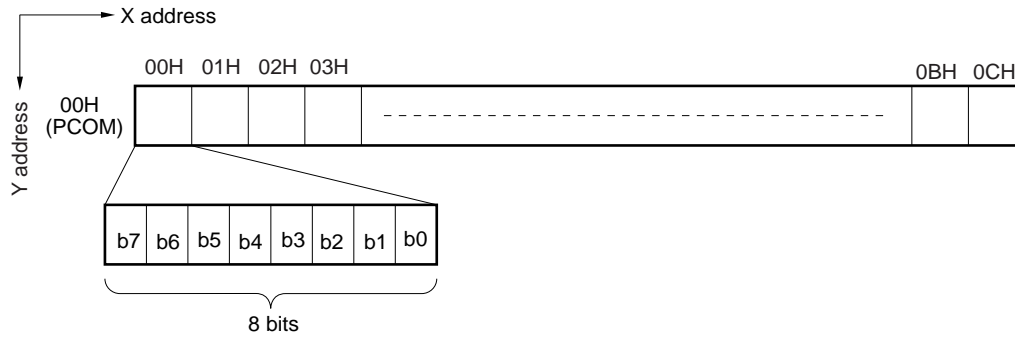 X address
Y address
00H 01H 02H 03H 0BH 0CH
00H
(PCOM)
b7 b6 b5 b4 b3 b2 b1 b0
8 bits